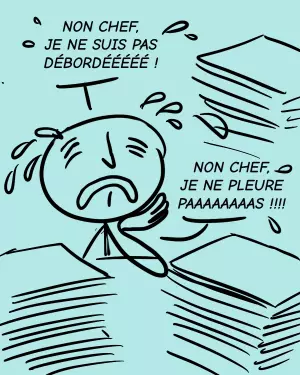 NON CHEF,
JE NE SUIS PAS
DÉBORDÉÉÉÉÉ !
NON CHEF,
JE NE PLEURE
PAAAAAAAAS !!!!